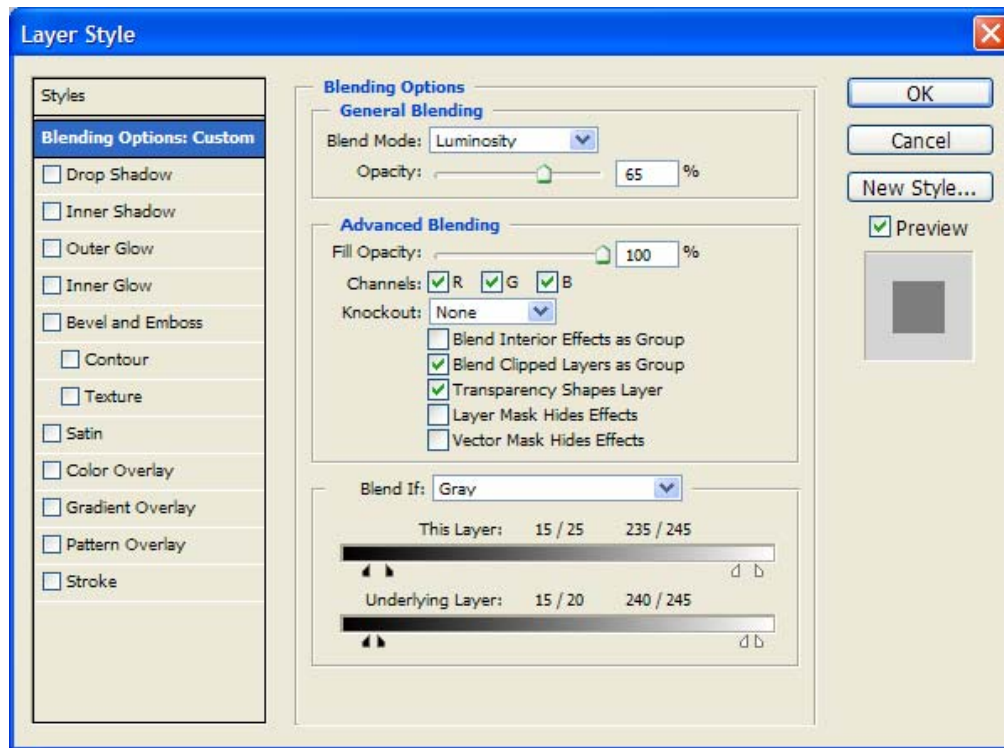 Layer Style
Styles
Blending Options: Custom
Drop Shadow
Inner Shadow
Outer Glow
Inner Glow
Bevel and Emboss
Contour
Texture
Satin
Color Overlay
Gradient Overlay
Pattern Overlay
Stroke
Blending Options
General Blending
Blend Mode: Luminosity
Opacity: 65 %
Advanced Blending
Fill Opacity: 100 %
Channels: R G B
Knockout: None
Blend Interior Effects as Group
Blend Clipped Layers as Group
Transparency Shapes Layer
Layer Mask Hides Effects
Vector Mask Hides Effects
Blend If: Gray
This Layer: 15 / 25 235 / 245
Underlying Layer: 15 / 20 240 / 245
OK
Cancel
New Style...
Preview